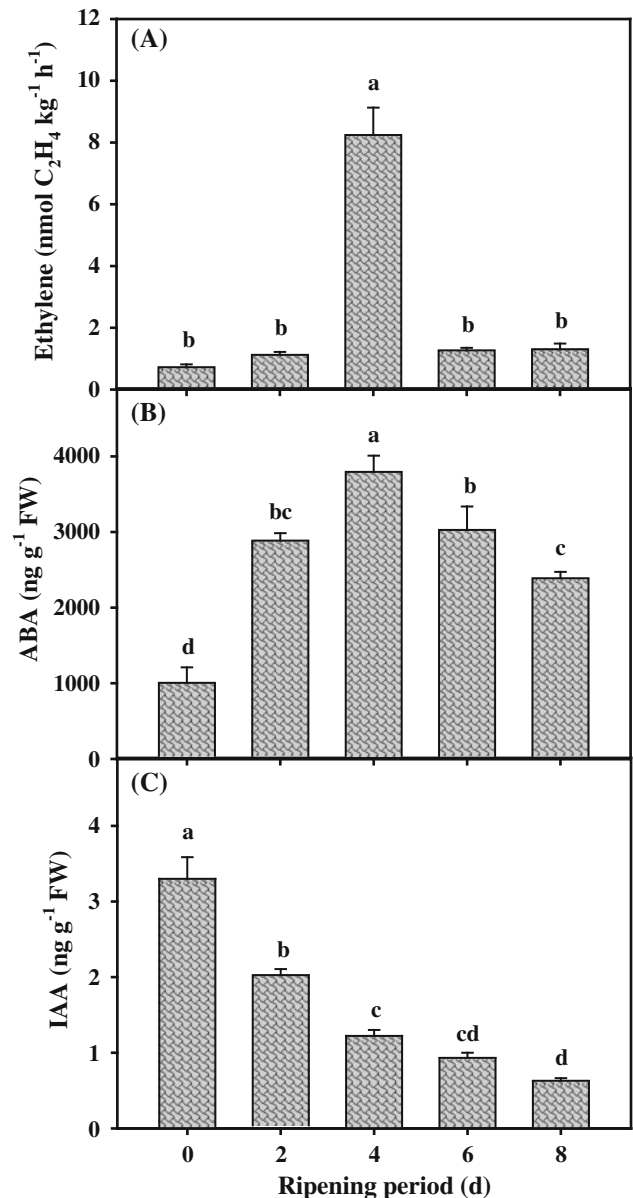 (A)
Ethylene (nmol C₂H₄ kg⁻¹ h⁻¹)
12
10
8
6
4
2
0
b
b
a
b
b
(B)
ABA (ng g⁻¹ FW)
4000
3000
2000
1000
0
d
bc
a
b
c
(C)
IAA (ng g⁻¹ FW)
4
3
2
1
0
a
b
c
cd
d
0 2 4 6 8
Ripening period (d)